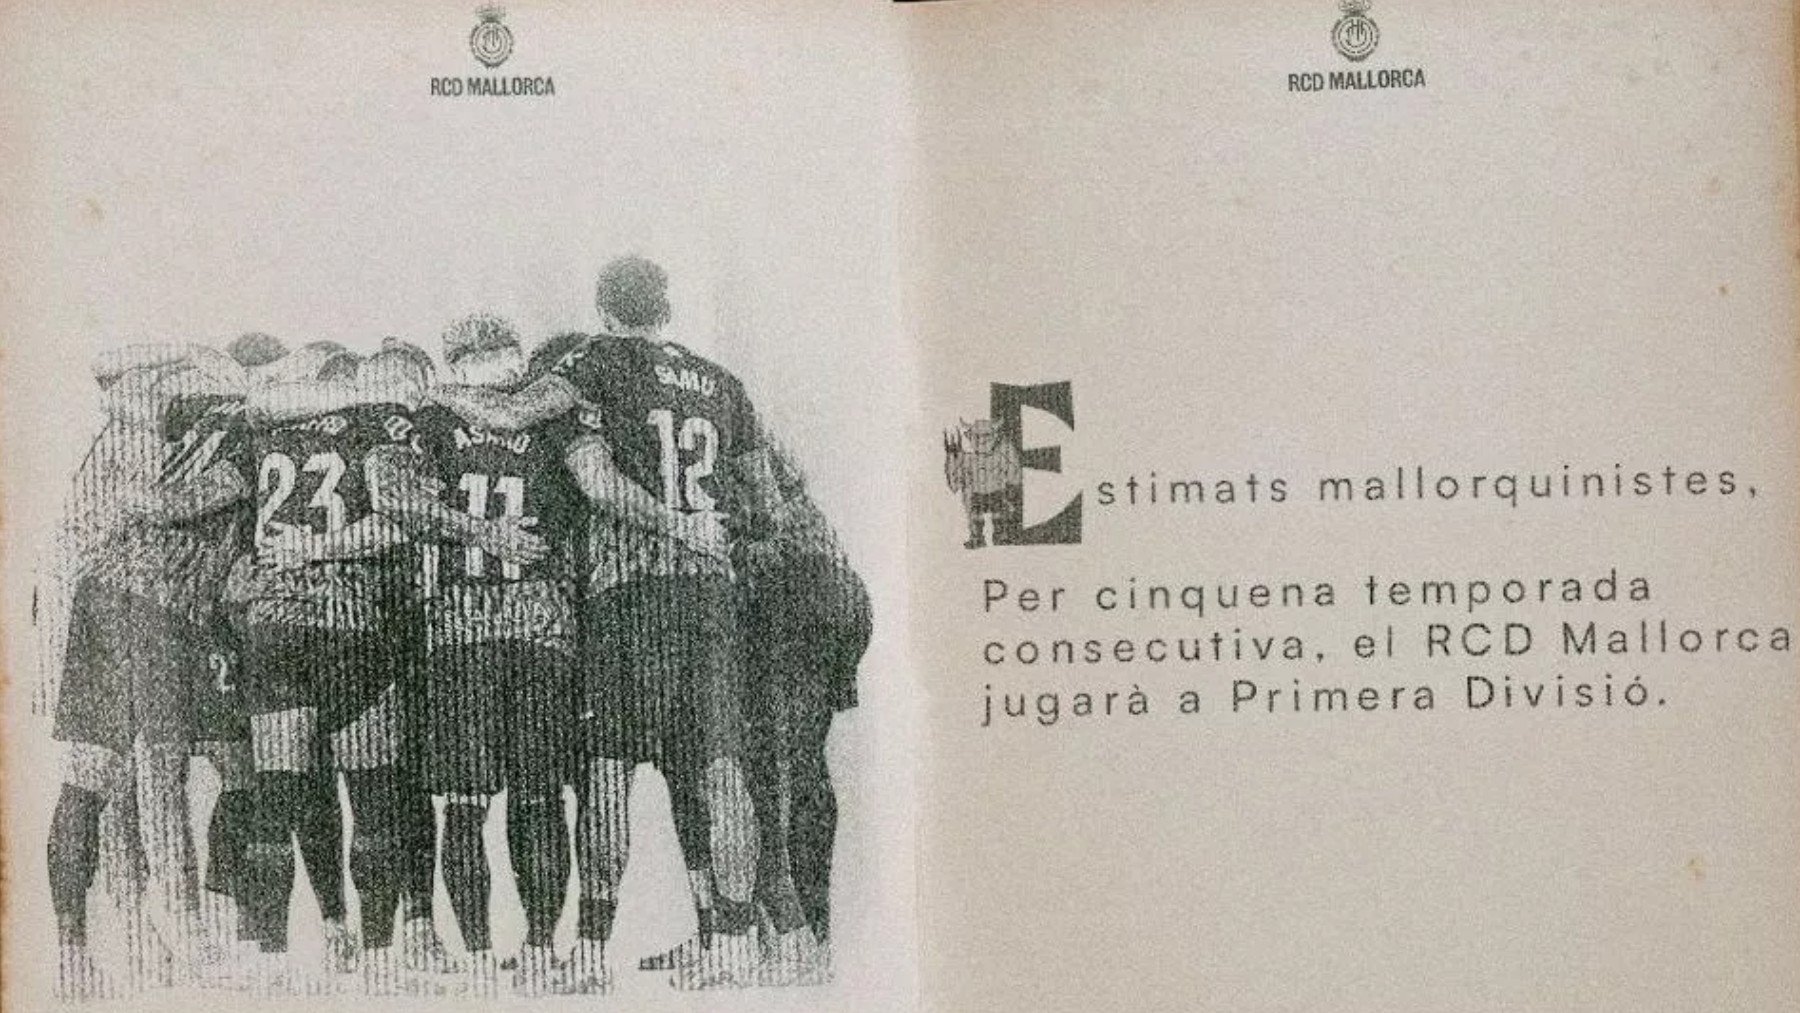 RCD MALLORCA
23
11
12
2
RCD MALLORCA
Estimats mallorquinistes,
Per cinquena temporada
consecutiva, el RCD Mallorca
jugarà a Primera Divisió.